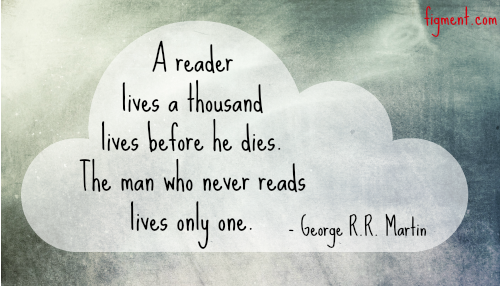 figment.com
A reader
lives a thousand
lives before he dies.
The man who never reads
lives only one.
- George R.R. Martin